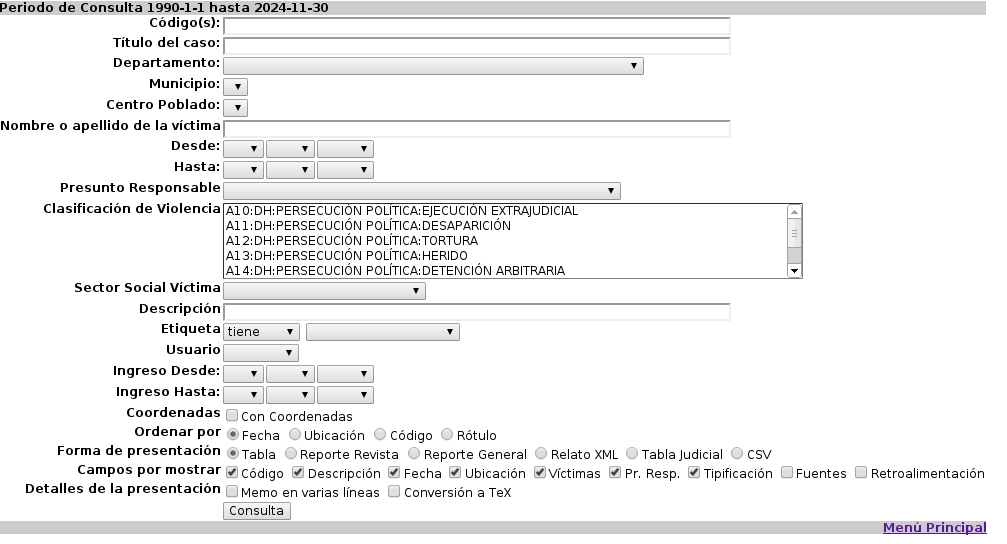 Periodo de Consulta 1990-1-1 hasta 2024-11-30
Código(s):
Título del caso:
Departamento:
Municipio:
Centro Poblado:
Nombre o apellido de la víctima
Desde:
Hasta:
Presunto Responsable
Clasificación de Violencia
A10:DH:PERSECUCIÓN POLÍTICA:EJECUCIÓN EXTRAJUDICIAL
A11:DH:PERSECUCIÓN POLÍTICA:DESAPARICIÓN
A12:DH:PERSECUCIÓN POLÍTICA:TORTURA
A13:DH:PERSECUCIÓN POLÍTICA:HERIDO
A14:DH:PERSECUCIÓN POLÍTICA:DETENCIÓN ARBITRARIA
Sector Social Víctima
Descripción
Etiqueta tiene
Usuario
Ingreso Desde:
Ingreso Hasta:
Coordenadas Con Coordenadas
Ordenar por Fecha Ubicación Código Rótulo
Forma de presentación Tabla Reporte Revista Reporte General Relato XML Tabla Judicial CSV
Campos por mostrar Código Descripción Fecha Ubicación Víctimas Pr. Resp. Tipificación Fuentes Retroalimentación
Detalles de la presentación Memo en varias líneas Conversión a TeX
Consulta
Menú Principal